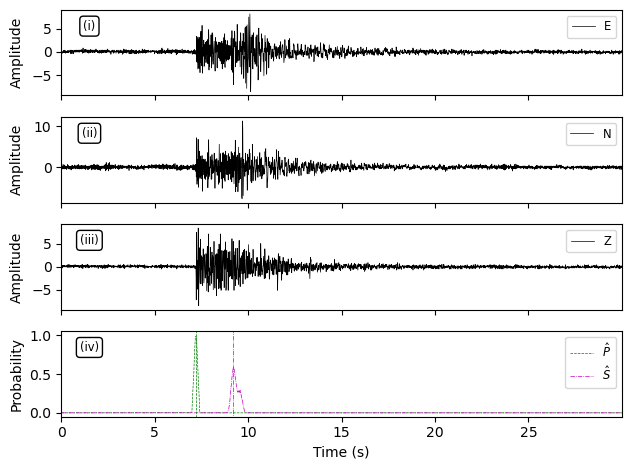 (i)
E
Amplitude
5
0
−5
(ii)
N
Amplitude
10
0
(iii)
Z
Amplitude
5
0
−5
(iv)
P̂
Ŝ
Probability
1.0
0.5
0.0
0 5 10 15 20 25
Time (s)